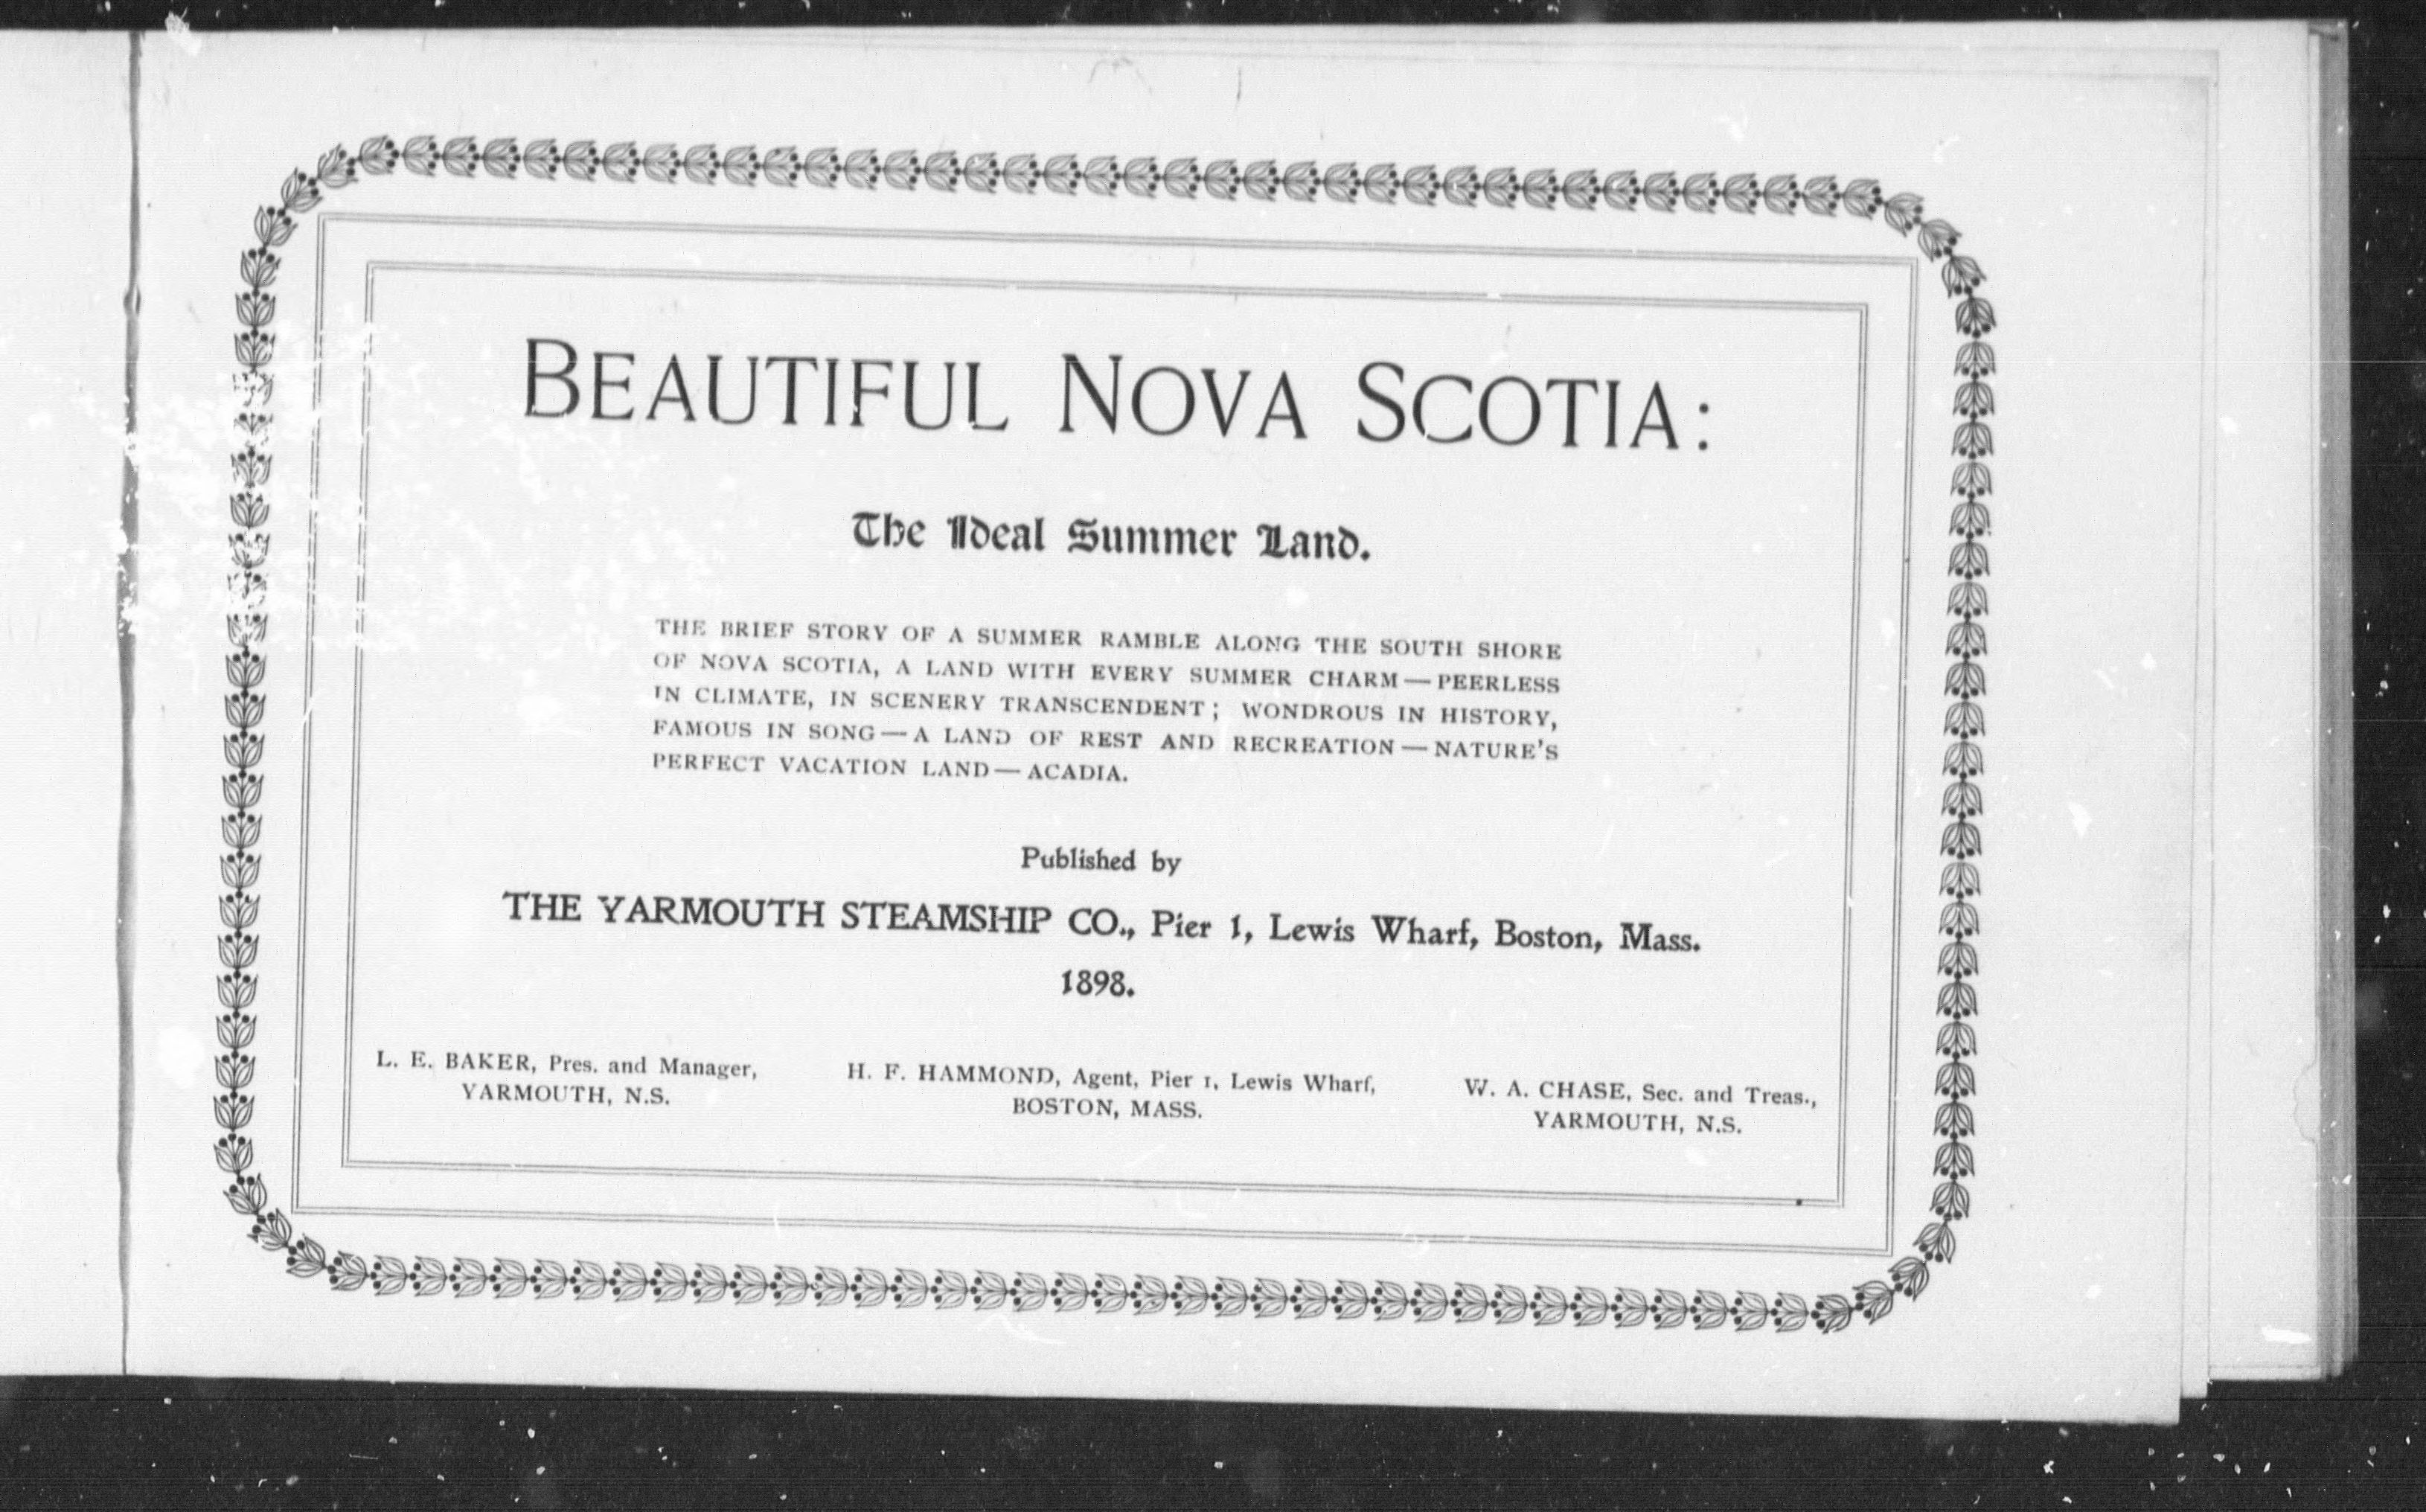 BEAUTIFUL NOVA SCOTIA:
The Ideal Summer Land.
THE BRIEF STORY OF A SUMMER RAMBLE ALONG THE SOUTH SHORE
OF NOVA SCOTIA, A LAND WITH EVERY SUMMER CHARM—PEERLESS
IN CLIMATE, IN SCENERY TRANSCENDENT; WONDROUS IN HISTORY,
FAMOUS IN SONG—A LAND OF REST AND RECREATION—NATURE'S
PERFECT VACATION LAND—ACADIA.
Published by
THE YARMOUTH STEAMSHIP CO., Pier 1, Lewis Wharf, Boston, Mass.
1898.
L. E. BAKER, Pres. and Manager,
YARMOUTH, N.S.
H. F. HAMMOND, Agent, Pier 1, Lewis Wharf,
BOSTON, MASS.
W. A. CHASE, Sec. and Treas.,
YARMOUTH, N.S.